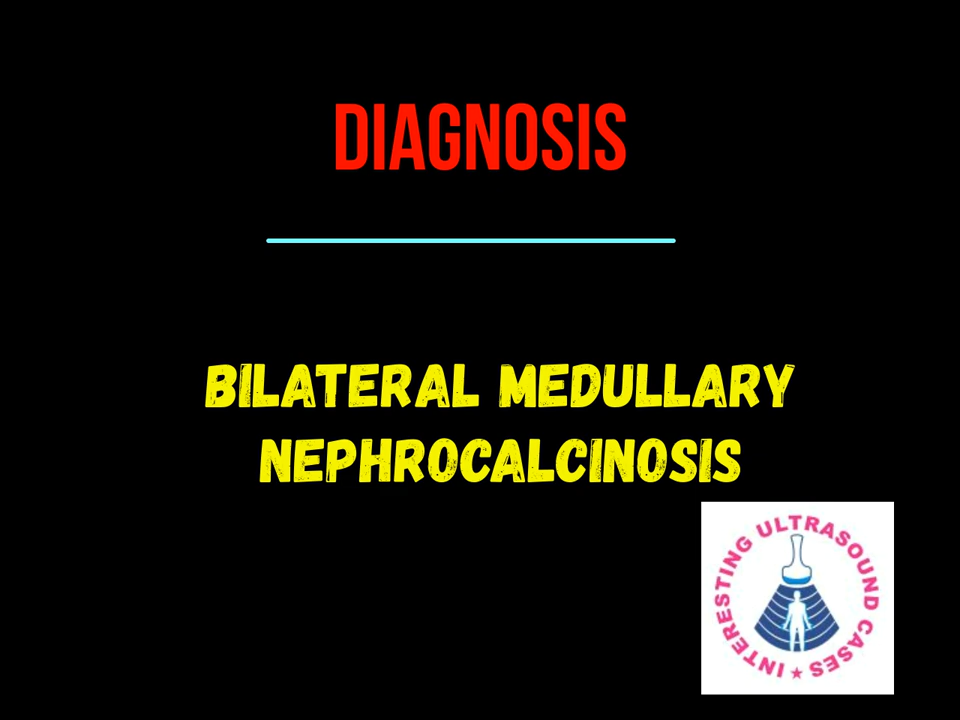 DIAGNOSIS
BILATERAL MEDULLARY
NEPHROCALCINOSIS
INTERESTING ULTRASOUND CASES ★